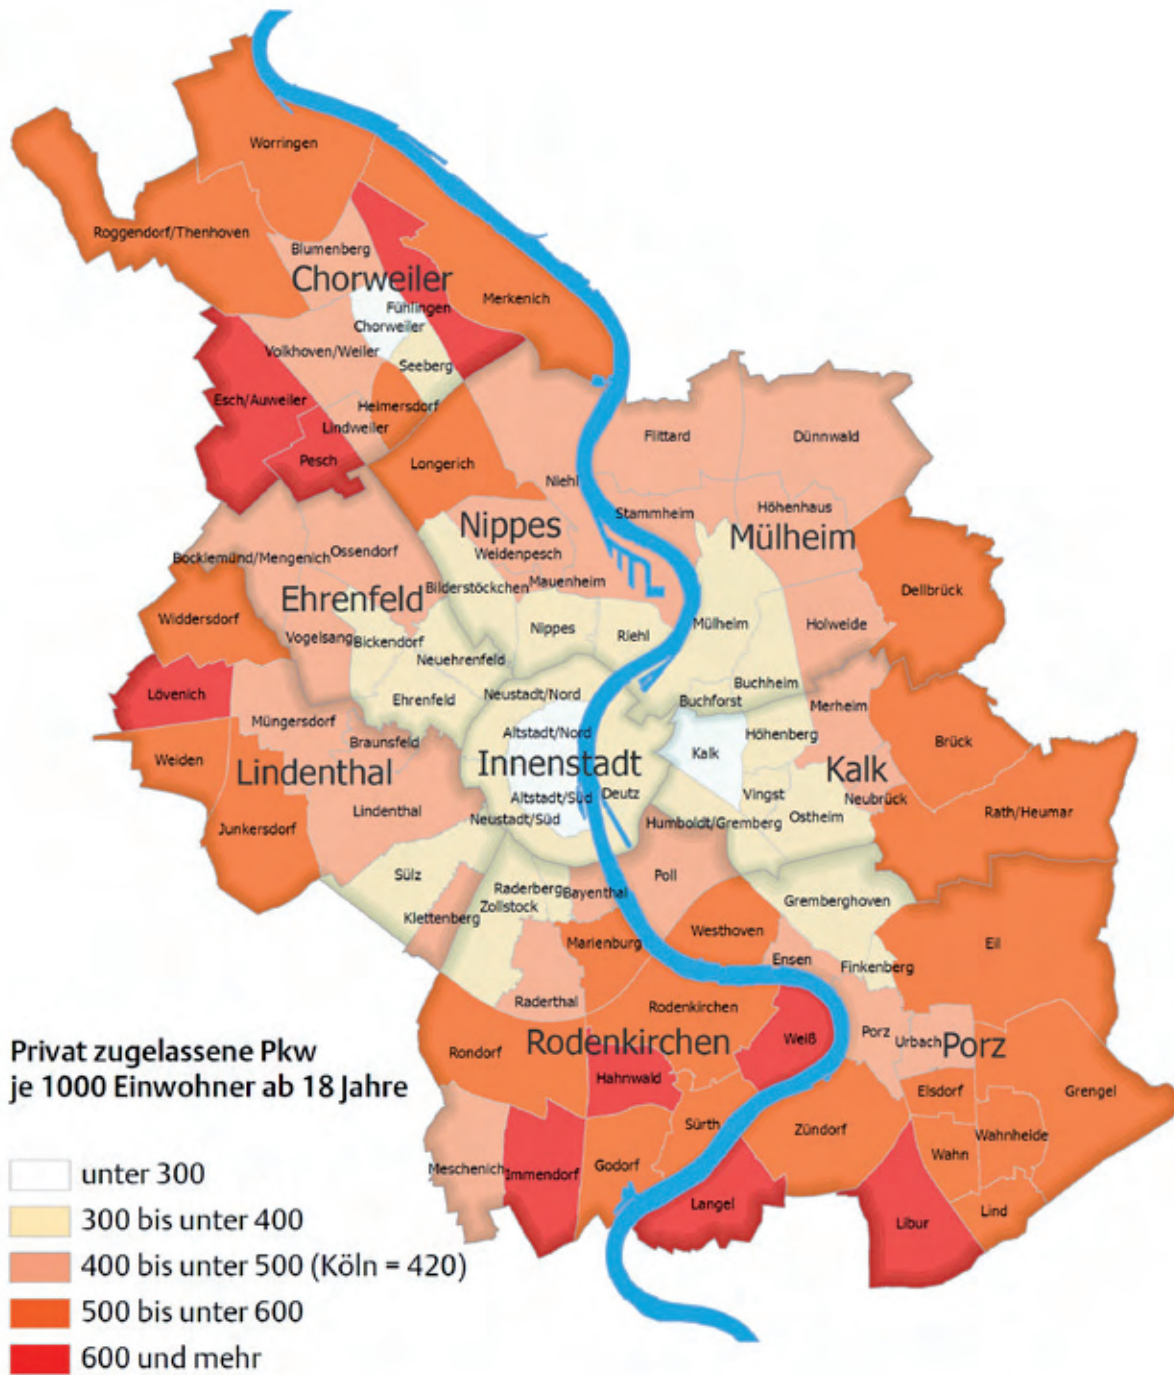 Worringen
Roggendorf/Thenhoven
Blumenberg
Chorweiler
Merkenich
Fühlingen
Chorweiler
Volkhoven/Weiler
Seeberg
Esch/Auweiler
Heimersdorf
Lindweiler
Pesch
Longerich
Flittard
Dünnwald
Niehl
Stammheim
Höhenhaus
Nippes
Mülheim
Weidenpesch
Bocklemünd/Mengenich
Ossendorf
Mauenheim
Bilderstöckchen
Dellbrück
Ehrenfeld
Widdersdorf
Vogelsang
Bickendorf
Nippes
Riehl
Mülheim
Holweide
Neuehrenfeld
Lövenich
Ehrenfeld
Neustadt/Nord
Buchheim
Buchforst
Merheim
Müngersdorf
Altstadt/Nord
Höhenberg
Braunsfeld
Kalk
Brück
Weiden
Lindenthal
Innenstadt
Kalk
Altstadt/Süd
Deutz
Vingst
Neubrück
Lindenthal
Neustadt/Süd
Humboldt/Gremberg
Ostheim
Rath/Heumar
Junkersdorf
Sülz
Raderberg
Bayenthal
Poll
Zollstock
Klettenberg
Gremberghoven
Marienburg
Westhoven
Eil
Ensen
Finkenberg
Raderthal
Rodenkirchen
Rondorf
Rodenkirchen
Weiß
Porz
Urbach
Porz
Hahnwald
Elsdorf
Grengel
Sürth
Zündorf
Wahnheide
Wahn
Meschenich
Immendorf
Godorf
Langel
Libur
Lind
Privat zugelassene Pkw
je 1000 Einwohner ab 18 Jahre
unter 300
300 bis unter 400
400 bis unter 500 (Köln = 420)
500 bis unter 600
600 und mehr